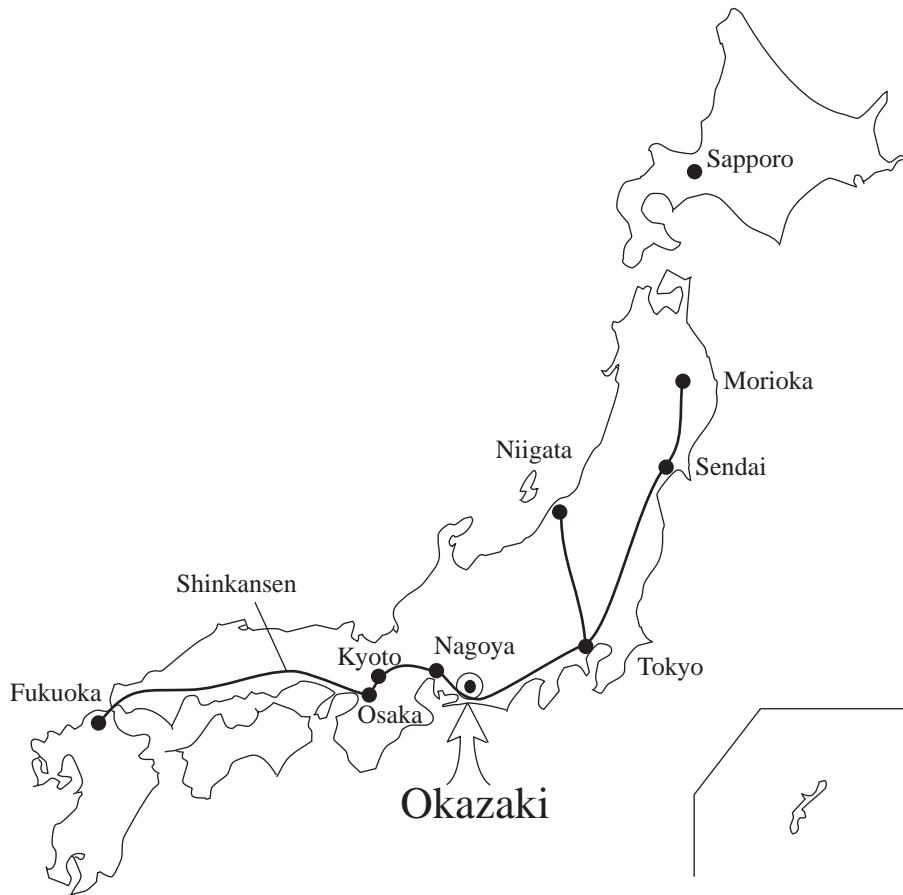 Sapporo
Morioka
Niigata
Sendai
Shinkansen
Nagoya
Kyoto
Tokyo
Fukuoka
Osaka
Okazaki